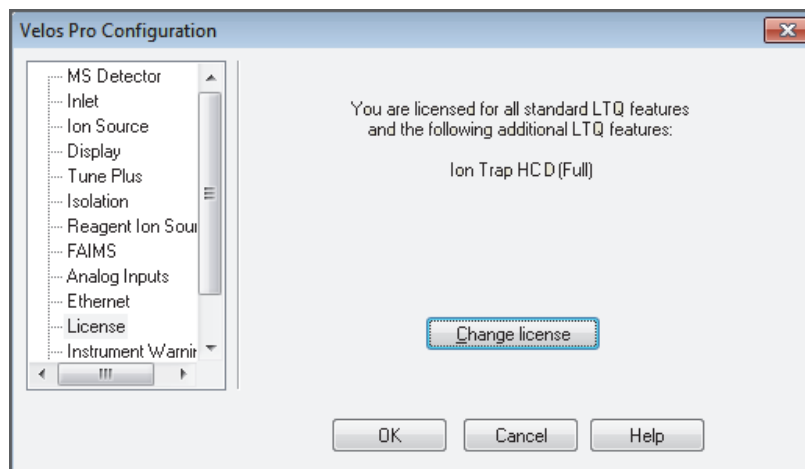 Velos Pro Configuration
MS Detector
Inlet
Ion Source
Display
Tune Plus
Isolation
Reagent Ion Sour
FAIMS
Analog Inputs
Ethernet
License
Instrument Warnin
You are licensed for all standard LTQ features
and the following additional LTQ features:
Ion Trap HCD(Full)
Change license
OK
Cancel
Help